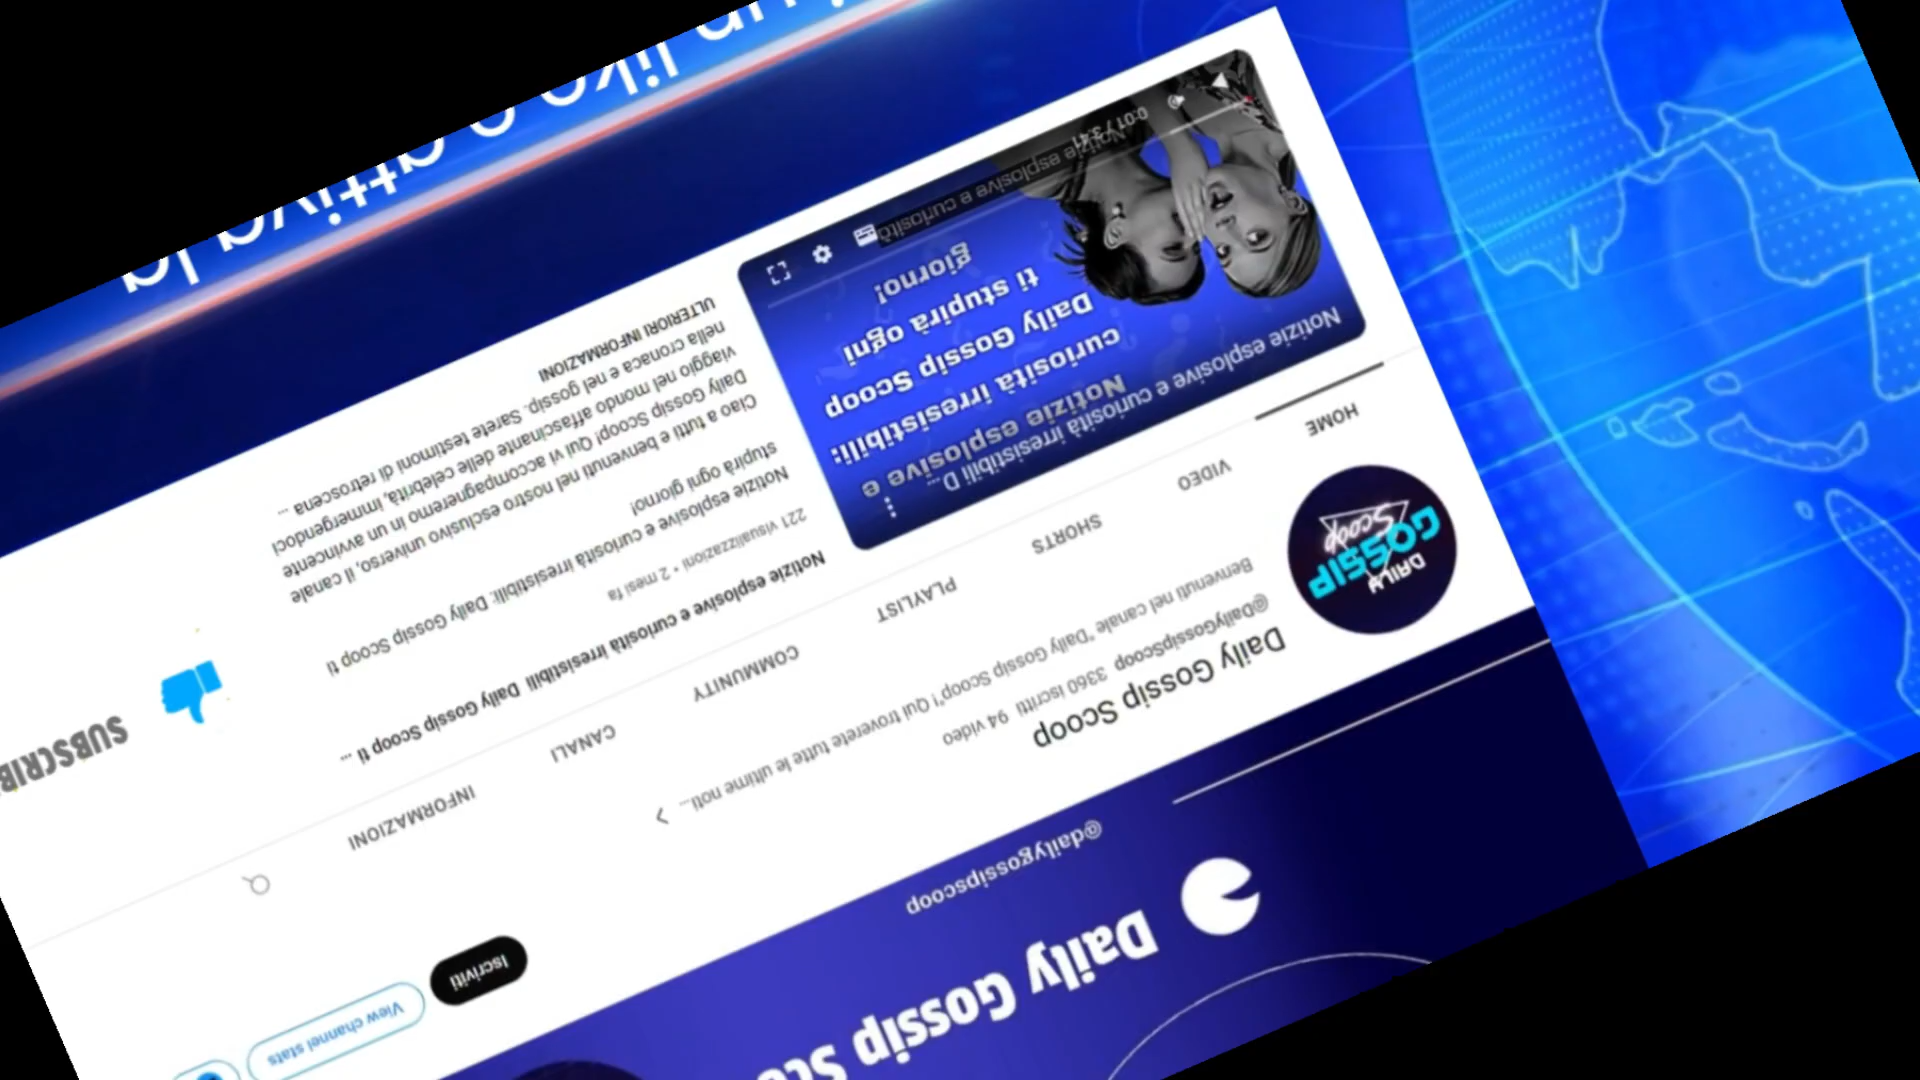 Daily Gossip Sco
@dailygossipscoop
View channel stats
Iscriviti
DAILY
GOSSIP
Scoop
Daily Gossip Scoop
@DailyGossipScoop 3360 iscritti 94 video
Benvenuti nel canale "Daily Gossip Scoop"! Qui troverete tutte le ultime noti...
HOME
VIDEO
SHORTS
PLAYLIST
COMMUNITY
CANALI
INFORMAZIONI
Notizie esplosive e curiosità irresistibili D...
Notizie esplosive e
curiosità irresistibili:
Daily Gossip Scoop
ti stupirà ogni
giorno!
Notizie esplosive e curiosità
0:01 / 3:41
Notizie esplosive e curiosità irresistibili Daily Gossip Scoop ti ...
221 visualizzazioni • 2 mesi fa
Notizie esplosive e curiosità irresistibili: Daily Gossip Scoop ti
stupirà ogni giorno!
Ciao a tutti e benvenuti nel nostro esclusivo universo, il canale
Daily Gossip Scoop! Qui vi accompagneremo in un avvincente
viaggio nel mondo affascinante delle celebrità, immergendoci
nella cronaca e nel gossip. Sarete testimoni di retroscena ...
ULTERIORI INFORMAZIONI
SUBSCRIB
un like e attiva la